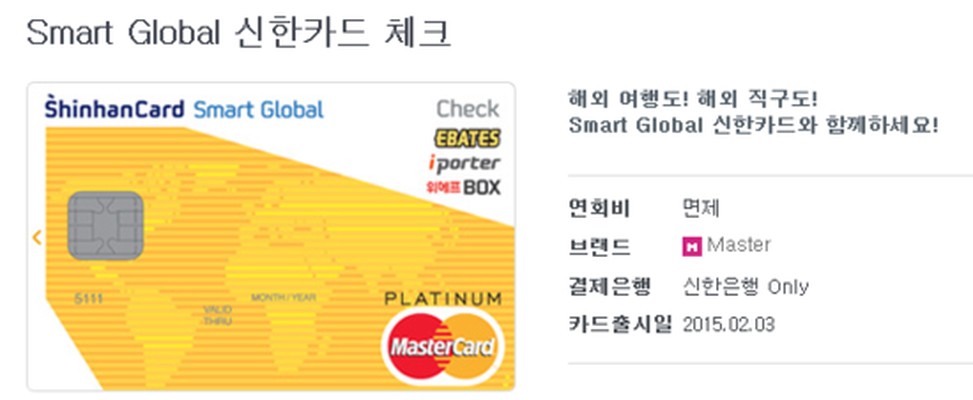 Smart Global 신한카드 체크
ShinhanCard Smart Global
Check
EBATES
iporter
위메프 BOX
5111
MONTH/YEAR
VALID
THRU
PLATINUM
MasterCard
해외 여행도! 해외 직구도!
Smart Global 신한카드와 함께하세요!
연회비 면제
브랜드 M Master
결제은행 신한은행 Only
카드출시일 2015.02.03